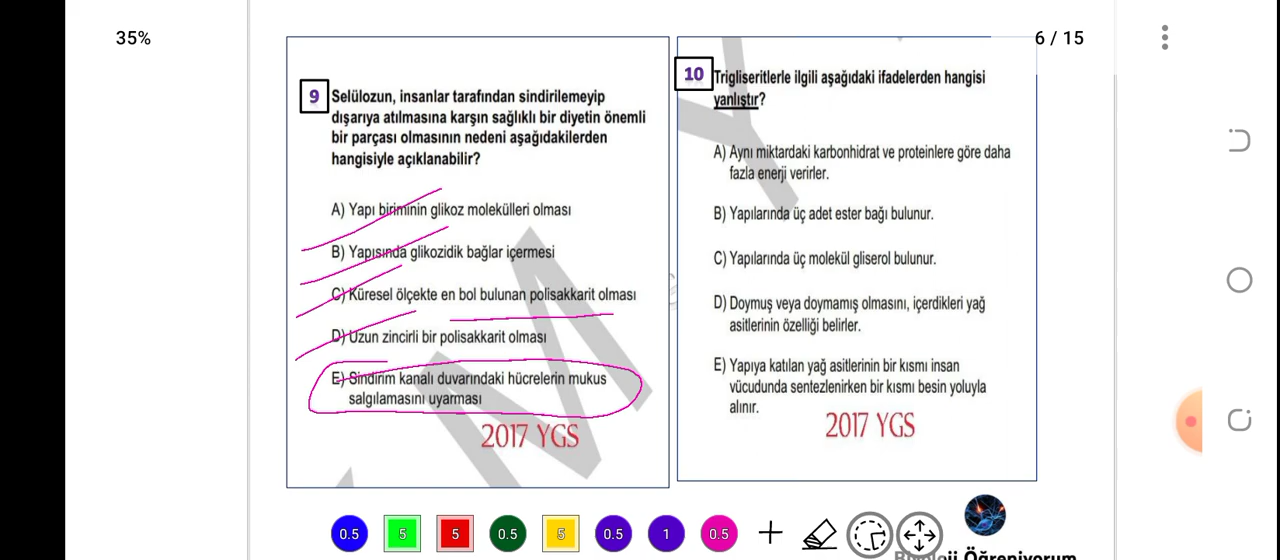 35%
6 / 15
9
Selülozun, insanlar tarafından sindirilemeyip
dışarıya atılmasına karşın sağlıklı bir diyetin önemli
bir parçası olmasının nedeni aşağıdakilerden
hangisiyle açıklanabilir?
A) Yapı biriminin glikoz molekülleri olması
B) Yapısında glikozidik bağlar içermesi
C) Küresel ölçekte en bol bulunan polisakkarit olması
D) Uzun zincirli bir polisakkarit olması
E) Sindirim kanalı duvarındaki hücrelerin mukus
salgılamasını uyarması
2017 YGS
10
Trigliseritlerle ilgili aşağıdaki ifadelerden hangisi
yanlıştır?
A) Aynı miktardaki karbonhidrat ve proteinlere göre daha
fazla enerji verirler.
B) Yapılarında üç adet ester bağı bulunur.
C) Yapılarında üç molekül gliserol bulunur.
D) Doymuş veya doymamış olmasını, içerdikleri yağ
asitlerinin özelliği belirler.
E) Yapıya katılan yağ asitlerinin bir kısmı insan
vücudunda sentezlenirken bir kısmı besin yoluyla
alınır.
2017 YGS
0.5 5 5 0.5 5 0.5 1 0.5
Öğreniyorum